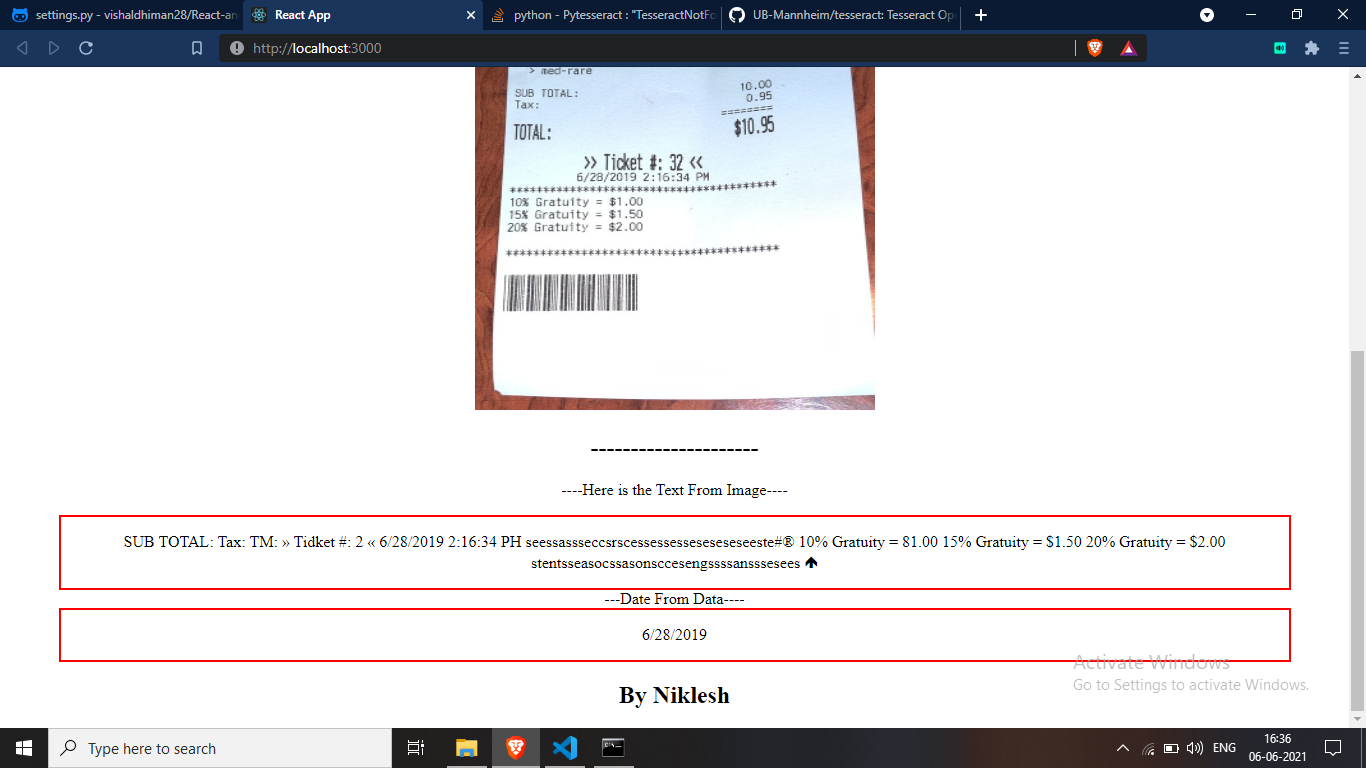 settings.py - vishaldhiman28/React-an
React App
python - Pytesseract : "TesseractNotFo
UB-Mannheim/tesseract: Tesseract Op
http://localhost:3000
> med-rare
SUB TOTAL: 10.00
Tax: 0.95
========
TOTAL: $10.95
>> Ticket #: 32 <<
6/28/2019 2:16:34 PM
*****************************************
10% Gratuity = $1.00
15% Gratuity = $1.50
20% Gratuity = $2.00
*****************************************
---------------------
----Here is the Text From Image----
SUB TOTAL: Tax: TM: » Tidket #: 2 « 6/28/2019 2:16:34 PH seessassseccsrscessessesseseseseseeste#® 10% Gratuity = 81.00 15% Gratuity = $1.50 20% Gratuity = $2.00
stentsseasocssasonsccesengssssanssseseees 🡹
---Date From Data----
6/28/2019
Activate Windows
Go to Settings to activate Windows.
By Niklesh
Type here to search
ENG
16:36
06-06-2021